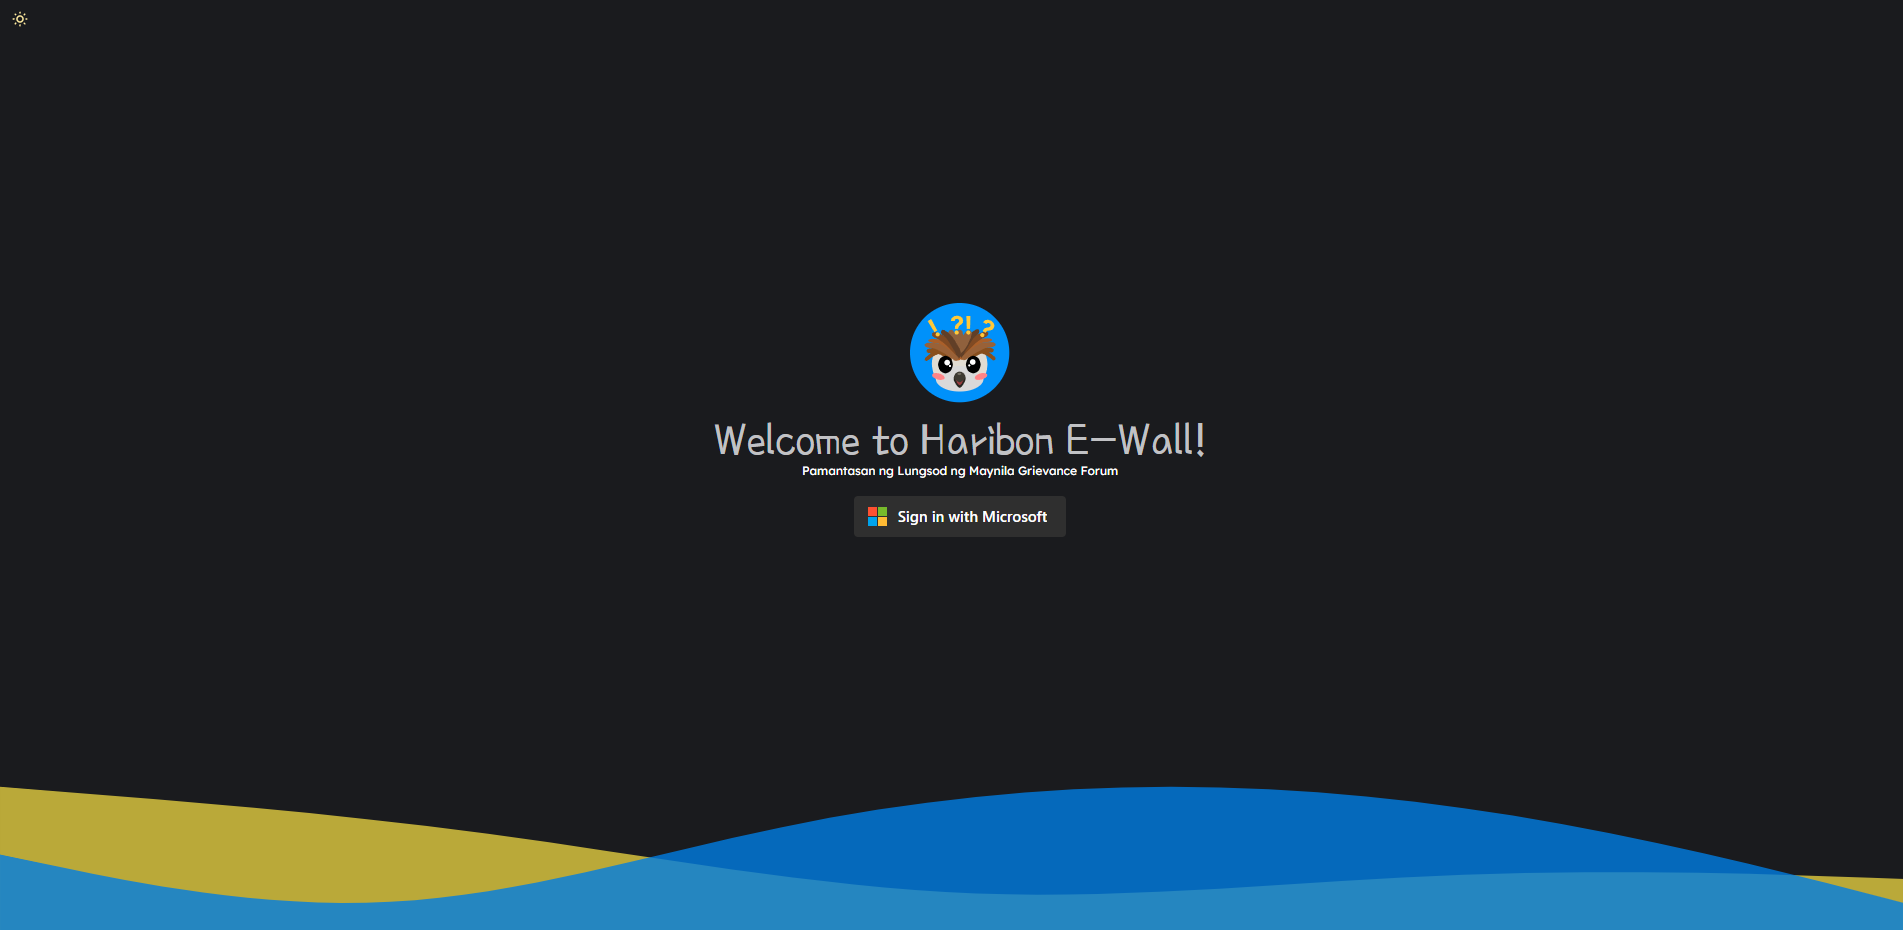 ! ?! ?
Welcome to Haribon E-Wall!
Pamantasan ng Lungsod ng Maynila Grievance Forum
Sign in with Microsoft